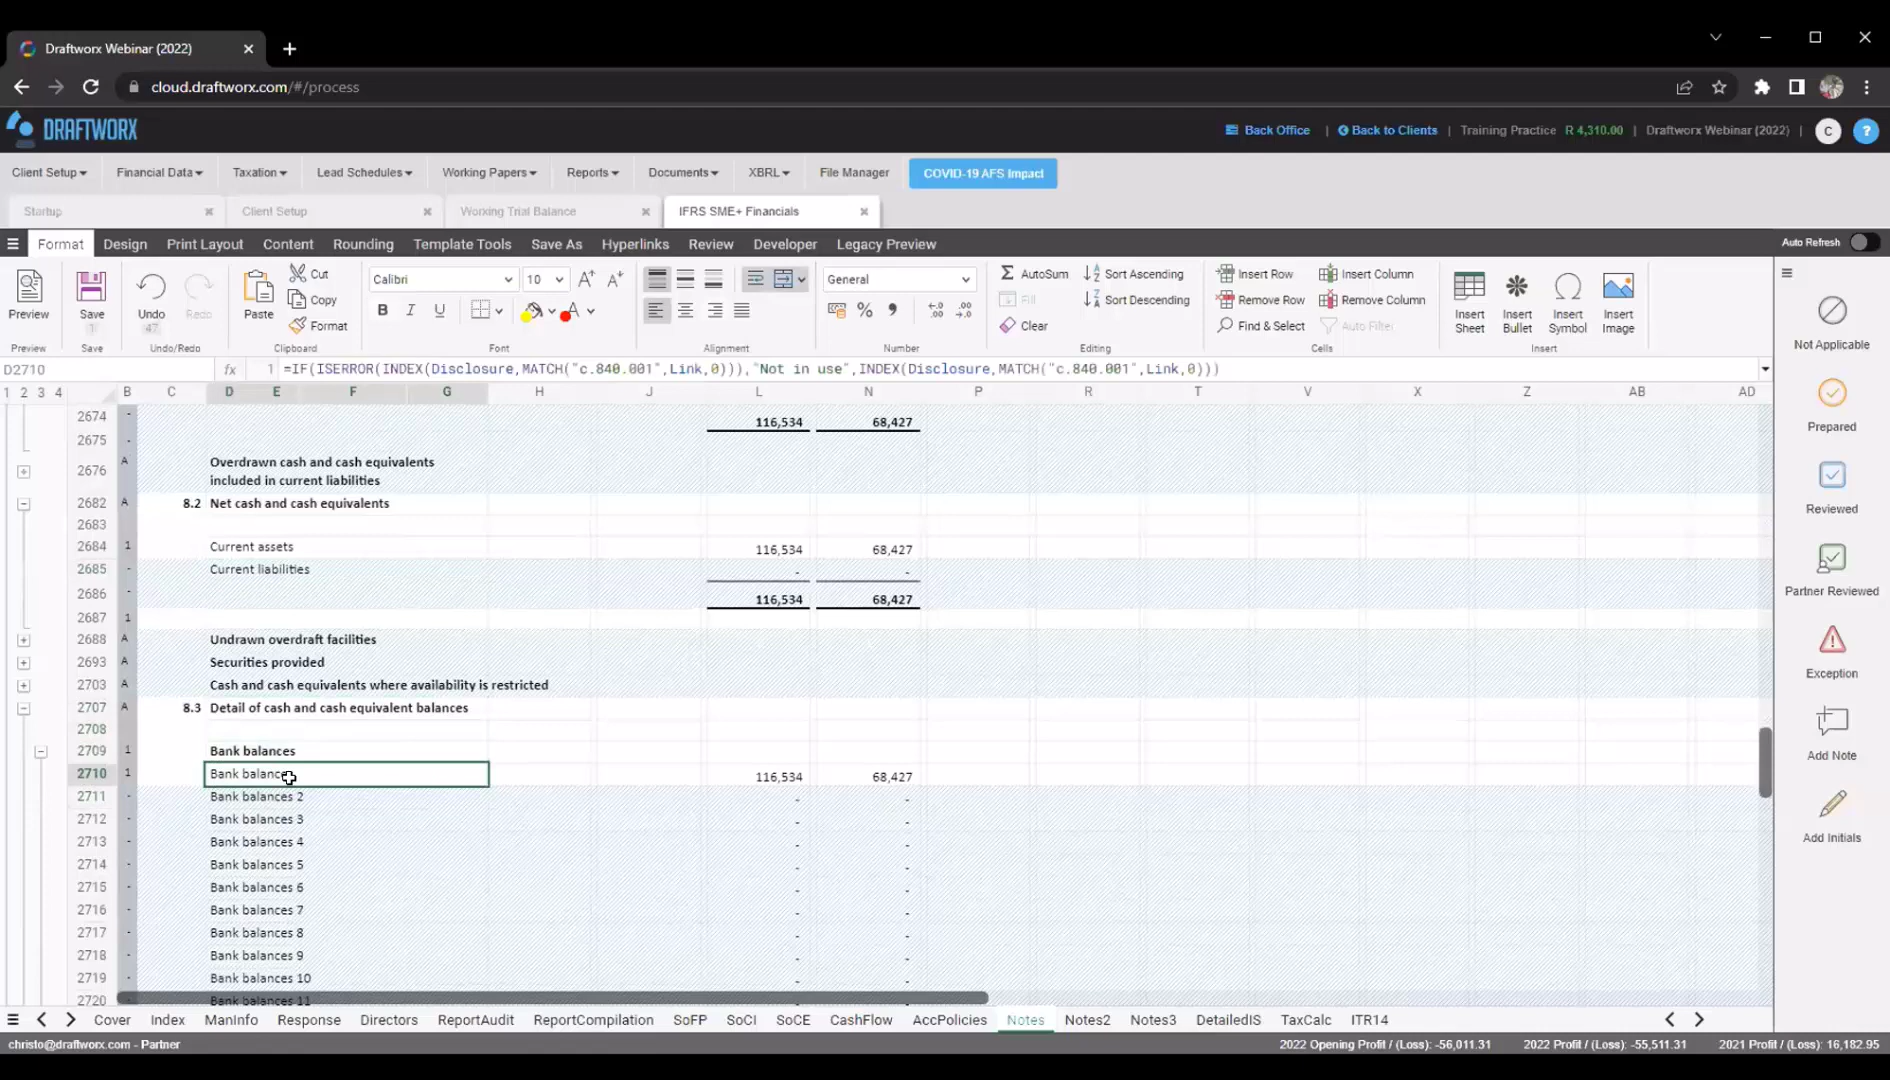 Draftworx Webinar (2022)
cloud.draftworx.com/#/process
DRAFTWORX
Back Office | Back to Clients | Training Practice R 4,310.00 | Draftworx Webinar (2022) | C ?
Client Setup Financial Data Taxation Lead Schedules Working Papers Reports Documents XBRL File Manager COVID-19 AFS Impact
Startup Client Setup Working Trial Balance IFRS SME+ Financials
Format Design Print Layout Content Rounding Template Tools Save As Hyperlinks Review Developer Legacy Preview Auto Refresh
Cut Calibri 10 General AutoSum Sort Ascending Insert Row Insert Column
Copy Fill Sort Descending Remove Row Remove Column
Preview Save Undo Redo Paste Format B I U Clear Find & Select Auto Filter Insert Sheet Insert Bullet Insert Symbol Insert Image
1 47
Preview Save Undo/Redo Clipboard Font Alignment Number Editing Cells Insert
D2710 fx 1 =IF(ISERROR(INDEX(Disclosure,MATCH("c.840.001",Link,0))),"Not in use",INDEX(Disclosure,MATCH("c.840.001",Link,0)))
1 2 3 4 B C D E F G H J L N P R T V X Z AB AD
2674 - 116,534 68,427
2675 -
2676 A Overdrawn cash and cash equivalents
included in current liabilities
2682 A 8.2 Net cash and cash equivalents
2683
2684 1 Current assets 116,534 68,427
2685 - Current liabilities - -
2686 - 116,534 68,427
2687 1
2688 A Undrawn overdraft facilities
2693 A Securities provided
2703 A Cash and cash equivalents where availability is restricted
2707 A 8.3 Detail of cash and cash equivalent balances
2708
2709 1 Bank balances
2710 1 Bank balanc 116,534 68,427
2711 - Bank balances 2 - -
2712 - Bank balances 3 - -
2713 - Bank balances 4 - -
2714 - Bank balances 5 - -
2715 - Bank balances 6 - -
2716 - Bank balances 7 - -
2717 - Bank balances 8 - -
2718 - Bank balances 9 - -
2719 - Bank balances 10 - -
2720 Bank balances 11
Not Applicable
Prepared
Reviewed
Partner Reviewed
Exception
Add Note
Add Initials
Cover Index ManInfo Response Directors ReportAudit ReportCompilation SoFP SoCI SoCE CashFlow AccPolicies Notes Notes2 Notes3 DetailedIS TaxCalc ITR14
christo@draftworx.com - Partner 2022 Opening Profit / (Loss): -56,011.31 2022 Profit / (Loss): -55,511.31 2021 Profit / (Loss): 16,182.95